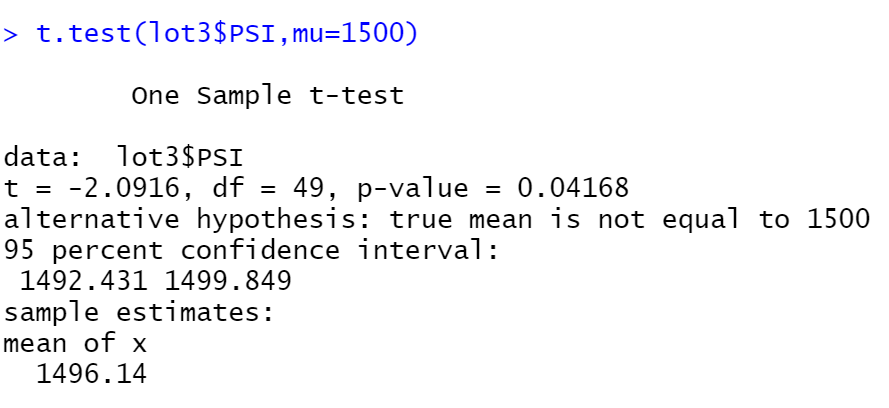 > t.test(lot3$PSI,mu=1500)
One Sample t-test
data:  lot3$PSI
t = -2.0916, df = 49, p-value = 0.04168
alternative hypothesis: true mean is not equal to 1500
95 percent confidence interval:
1492.431 1499.849
sample estimates:
mean of x
1496.14